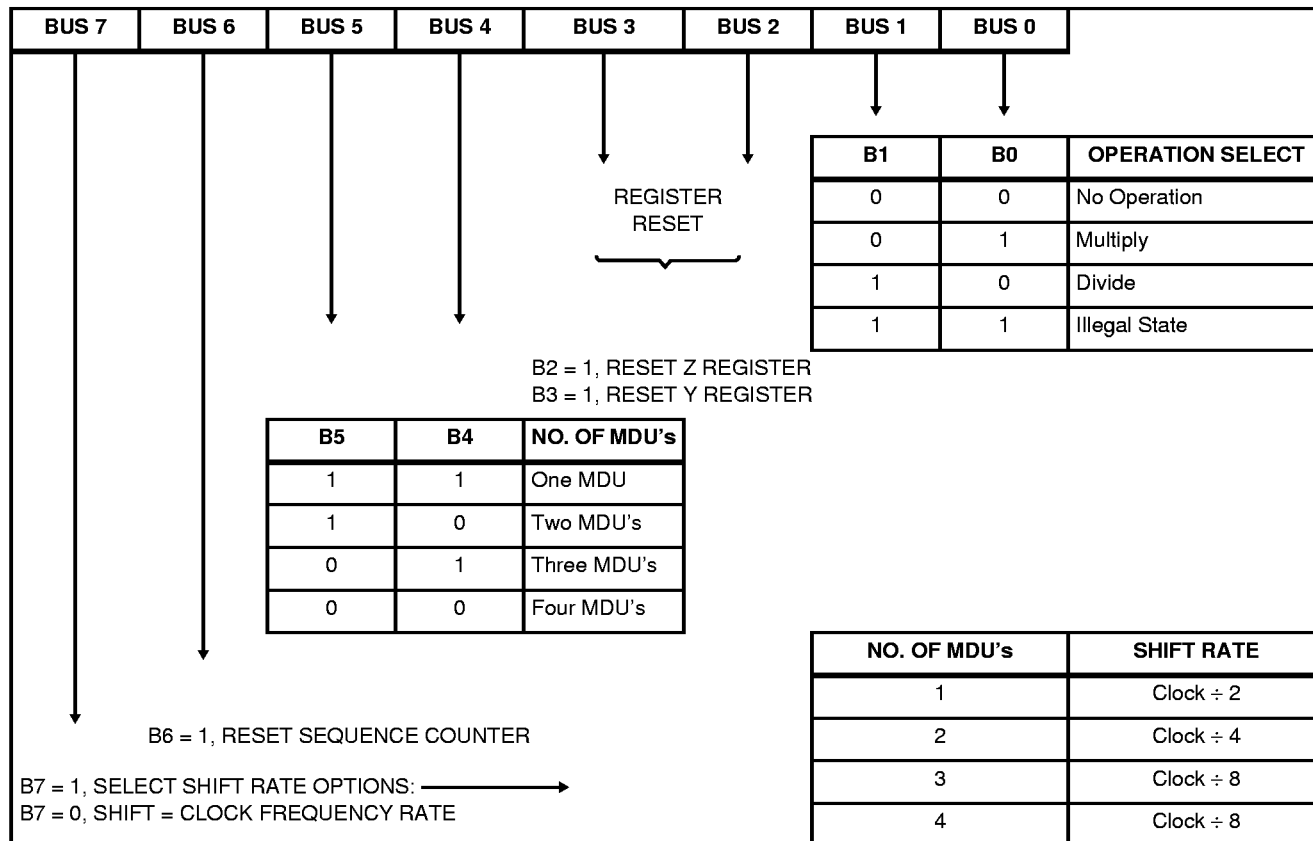 BUS 7 BUS 6 BUS 5 BUS 4 BUS 3 BUS 2 BUS 1 BUS 0
B1 B0 OPERATION SELECT
0 0 No Operation
0 1 Multiply
1 0 Divide
1 1 Illegal State
REGISTER
RESET
B2 = 1, RESET Z REGISTER
B3 = 1, RESET Y REGISTER
B5 B4 NO. OF MDU's
1 1 One MDU
1 0 Two MDU's
0 1 Three MDU's
0 0 Four MDU's
NO. OF MDU's SHIFT RATE
1 Clock ÷ 2
2 Clock ÷ 4
3 Clock ÷ 8
4 Clock ÷ 8
B6 = 1, RESET SEQUENCE COUNTER
B7 = 1, SELECT SHIFT RATE OPTIONS:
B7 = 0, SHIFT = CLOCK FREQUENCY RATE